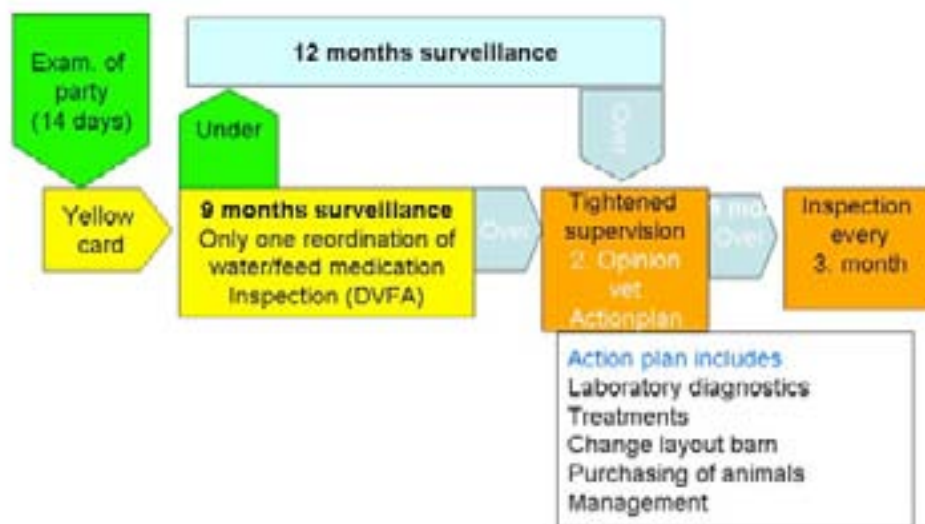 Exam. of
party
(14 days)
12 months surveillance
Under
Over
Yellow
card
9 months surveillance
Only one reordination of
water/feed medication
Inspection (DVFA)
Over
Tightened
supervision
2. Opinion
vet
Actionplan
Over
Inspection
every
3. month
Action plan includes
Laboratory diagnostics
Treatments
Change layout barn
Purchasing of animals
Management